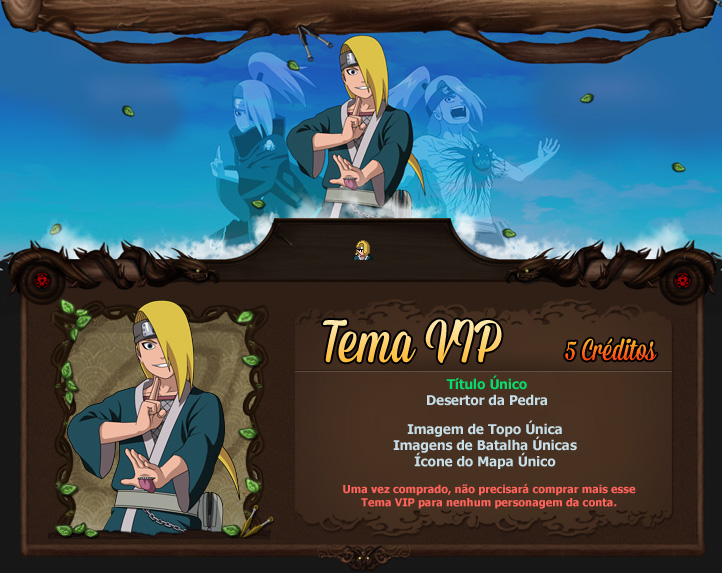 Tema VIP
5 Créditos
Título Único
Desertor da Pedra
Imagem de Topo Única
Imagens de Batalha Únicas
Ícone do Mapa Único
Uma vez comprado, não precisará comprar mais esse
Tema VIP para nenhum personagem da conta.